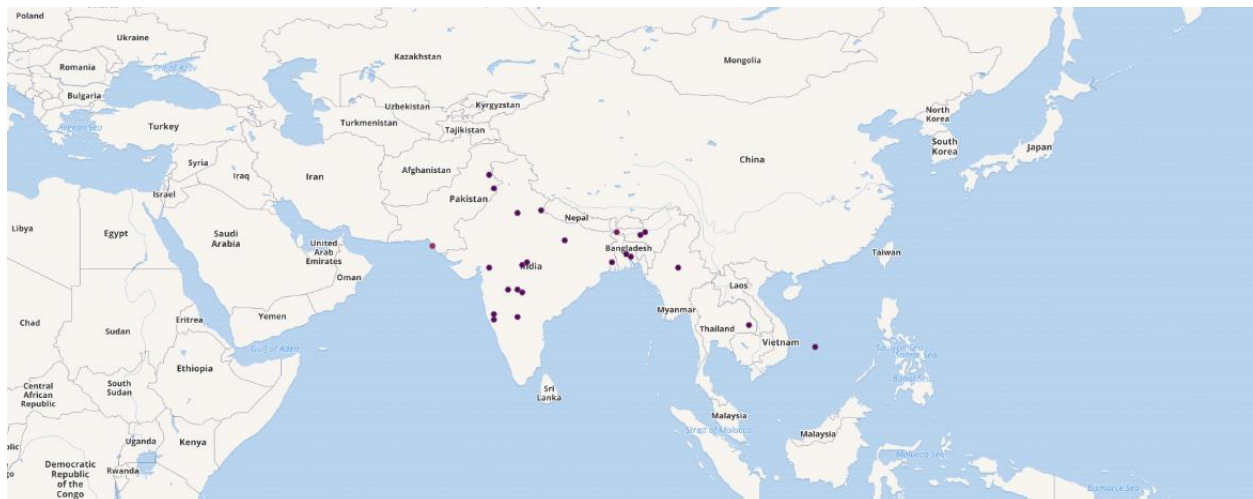 Poland
Ukraine
Kazakhstan
Mongolia
Romania
Sea of Azov
Bulgaria
Uzbekistan
Kyrgyzstan
North
Korea
Aegean Sea
Turkey
Turkmenistan
Tajikistan
South
Korea
Japan
Syria
Iraq
Iran
Afghanistan
China
Israel
Pakistan
Libya
Egypt
Saudi
Arabia
United
Arab
Emirates
Nepal
Bangladesh
Taiwan
Oman
India
Laos
Chad
Sudan
Eritrea
Yemen
Myanmar
Thailand
Vietnam
Gulf of Aden
Ethiopia
Central
African
Republic
South
Sudan
Sri
Lanka
Malaysia
Strait of Malacca
Malaysia
Uganda
Kenya
Molucca Sea
Rwanda
Democratic
Republic
of the
Congo
Bismarck Sea